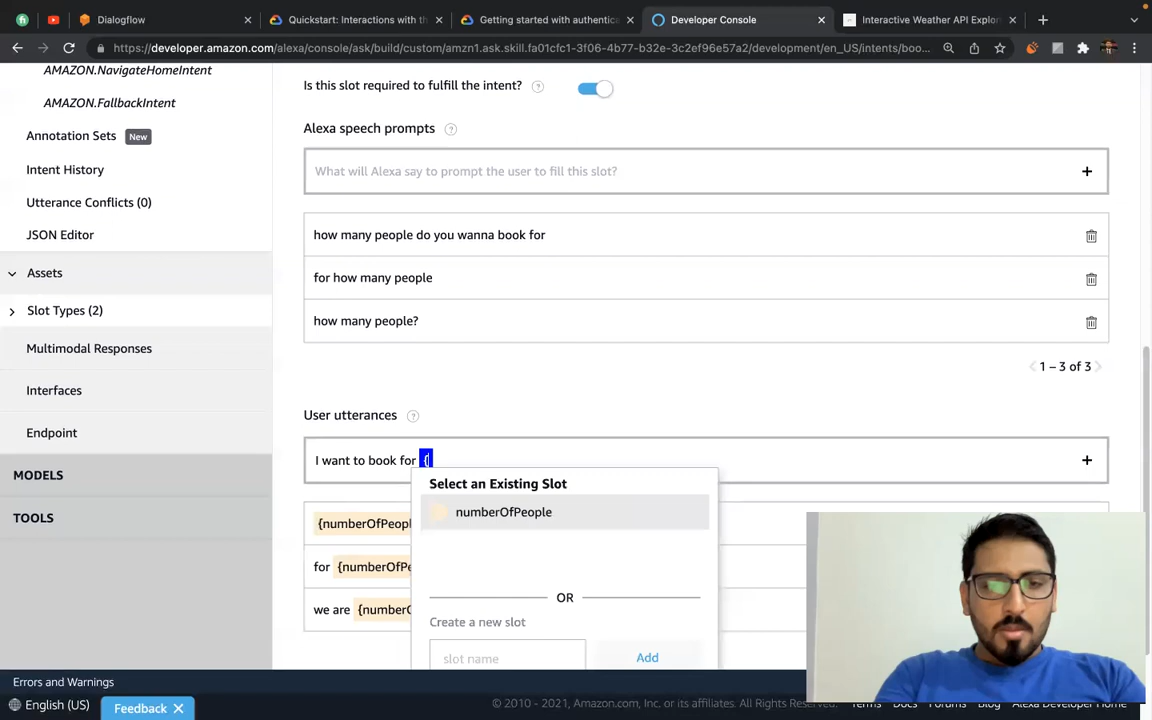 Dialogflow
Quickstart: Interactions with th
Getting started with authentica
Developer Console
Interactive Weather API Explor
https://developer.amazon.com/alexa/console/ask/build/custom/amzn1.ask.skill.fa01cfc1-3f06-4b77-b32e-3c2ef96e57a2/development/en_US/intents/boo...
AMAZON.NavigateHomeIntent
AMAZON.FallbackIntent
Annotation Sets New
Intent History
Utterance Conflicts (0)
JSON Editor
Assets
Slot Types (2)
Multimodal Responses
Interfaces
Endpoint
MODELS
TOOLS
Is this slot required to fulfill the intent? ?
Alexa speech prompts ?
What will Alexa say to prompt the user to fill this slot?
how many people do you wanna book for
for how many people
how many people?
1 – 3 of 3
User utterances ?
I want to book for {
Select an Existing Slot
numberOfPeople
OR
Create a new slot
slot name
Add
{numberOfPeopl
for {numberOfPe
we are {numberO
Errors and Warnings
English (US)
Feedback
© 2010 - 2021, Amazon.com, Inc. or its affiliates. All Rights Reserved.
Terms Docs Forums Blog Alexa Developer Home